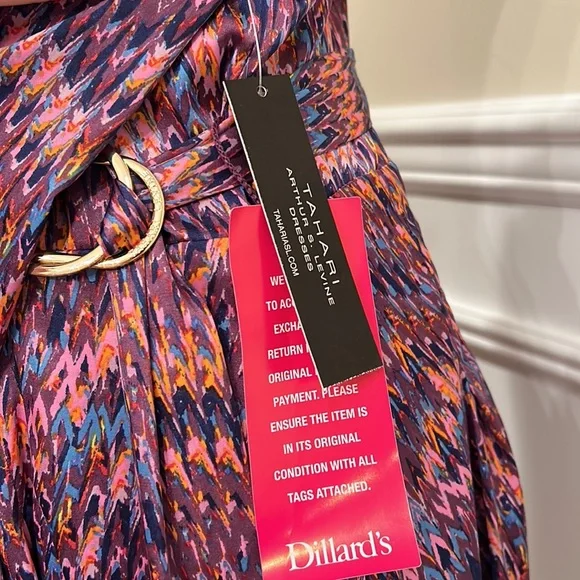 TAHARI
ARTHUR S. LEVINE
DRESSES
TAHARIASL.COM
WE
TO AC
EXCHA
RETURN
ORIGINAL
PAYMENT. PLEASE
ENSURE THE ITEM IS
IN ITS ORIGINAL
CONDITION WITH ALL
TAGS ATTACHED.
Dillard's